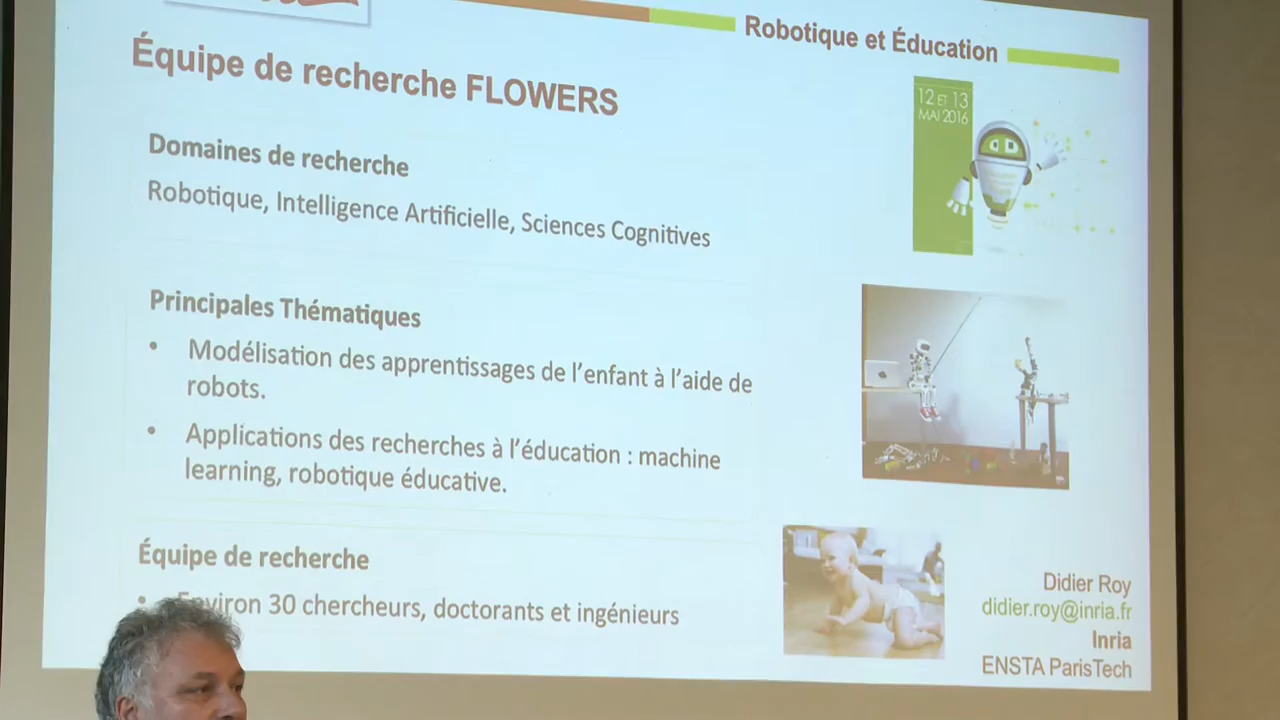 Robotique et Éducation
Équipe de recherche FLOWERS
12 ET 13
MAI 2016
Domaines de recherche
Robotique, Intelligence Artificielle, Sciences Cognitives
Principales Thématiques
• Modélisation des apprentissages de l'enfant à l'aide de
robots.
• Applications des recherches à l'éducation : machine
learning, robotique éducative.
Équipe de recherche
• Environ 30 chercheurs, doctorants et ingénieurs
Didier Roy
didier.roy@inria.fr
Inria
ENSTA ParisTech